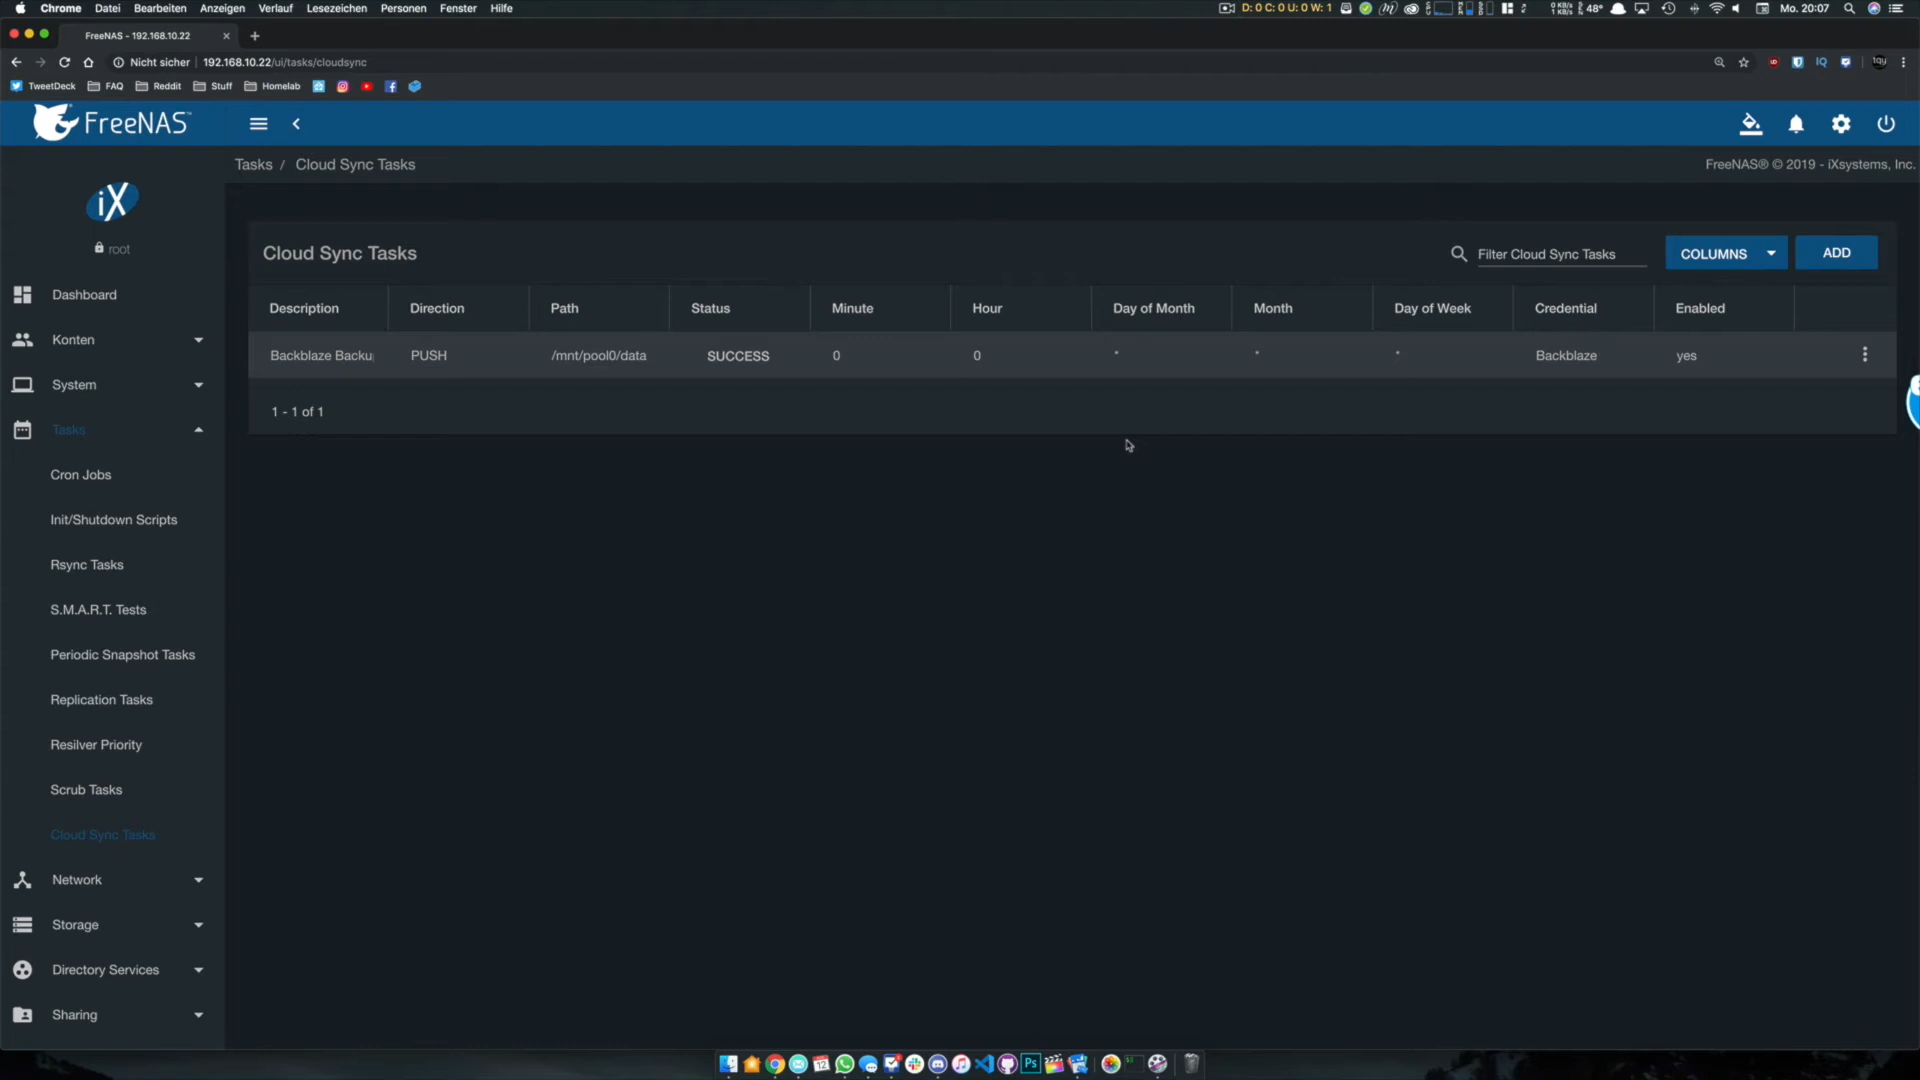 Chrome Datei Bearbeiten Anzeigen Verlauf Lesezeichen Personen Fenster Hilfe D: 0 C: 0 U: 0 W: 1 48° Mo. 20:07
FreeNAS - 192.168.10.22
Nicht sicher 192.168.10.22/ui/tasks/cloudsync
TweetDeck FAQ Reddit Stuff Homelab
FreeNAS™
Tasks / Cloud Sync Tasks FreeNAS® © 2019 - iXsystems, Inc.
iX
root
Cloud Sync Tasks Filter Cloud Sync Tasks COLUMNS ADD
Description Direction Path Status Minute Hour Day of Month Month Day of Week Credential Enabled
Backblaze Backu PUSH /mnt/pool0/data SUCCESS 0 0 * * * Backblaze yes
1 - 1 of 1
Dashboard
Konten
System
Tasks
Cron Jobs
Init/Shutdown Scripts
Rsync Tasks
S.M.A.R.T. Tests
Periodic Snapshot Tasks
Replication Tasks
Resilver Priority
Scrub Tasks
Cloud Sync Tasks
Network
Storage
Directory Services
Sharing
Ps